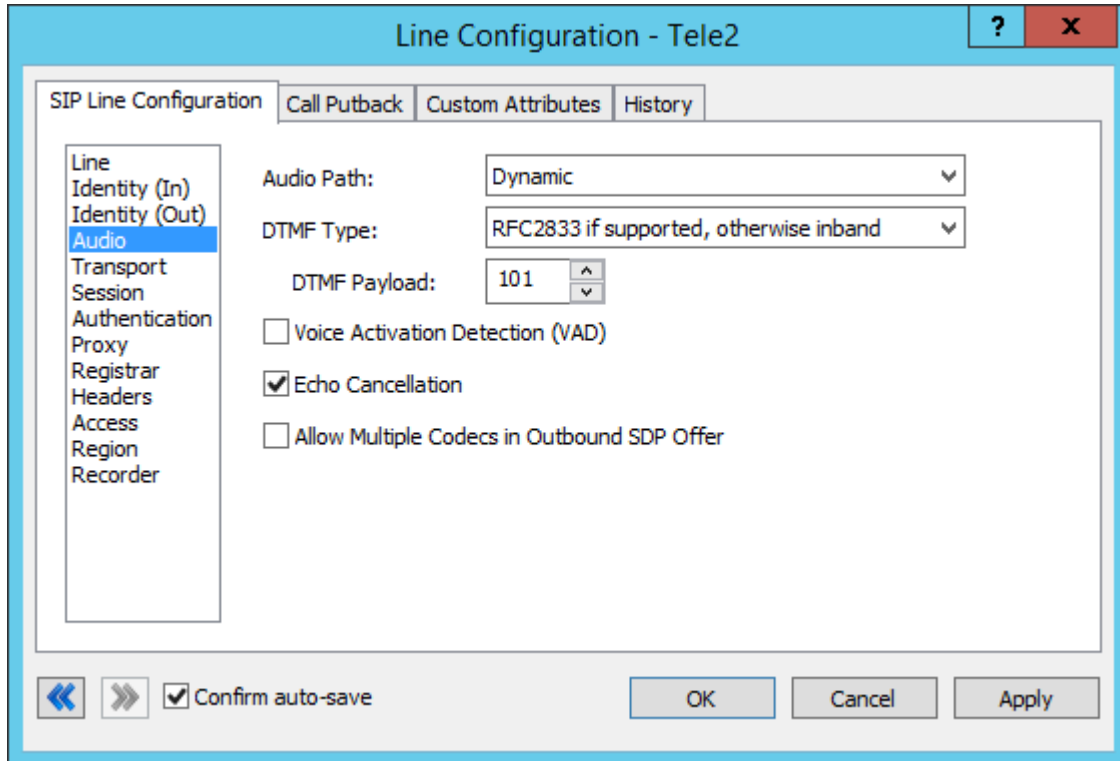 Line Configuration - Tele2
?
x
SIP Line Configuration
Call Putback
Custom Attributes
History
Line
Identity (In)
Identity (Out)
Audio
Transport
Session
Authentication
Proxy
Registrar
Headers
Access
Region
Recorder
Audio Path:
Dynamic
DTMF Type:
RFC2833 if supported, otherwise inband
DTMF Payload:
101
Voice Activation Detection (VAD)
Echo Cancellation
Allow Multiple Codecs in Outbound SDP Offer
Confirm auto-save
OK
Cancel
Apply